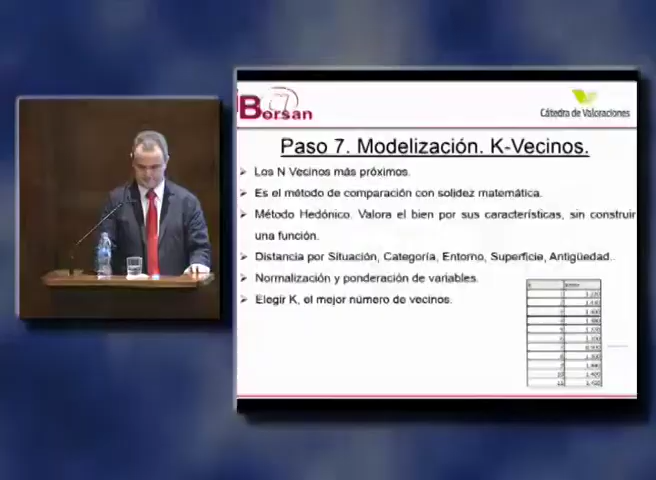 Borsan
Cátedra de Valoraciones
Paso 7. Modelización. K-Vecinos.
Los N Vecinos más próximos.
Es el método de comparación con solidez matemática.
Método Hedónico. Valora el bien por sus características, sin construir
una función.
Distancia por Situación, Categoría, Entorno, Superficie, Antigüedad.
Normalización y ponderación de variables.
Elegir K, el mejor número de vecinos.